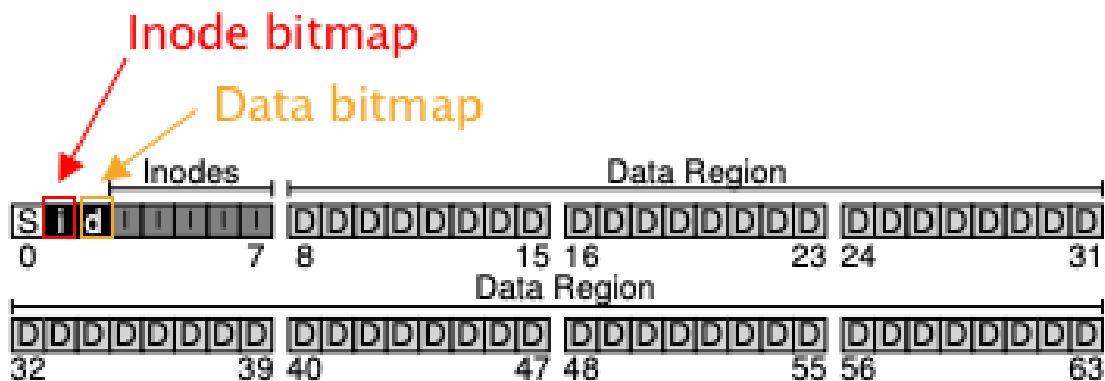 Inode bitmap
Data bitmap
Inodes Data Region
S i d I I I I I D D D D D D D D D D D D D D D D D D D D D D D D
0 7 8 15 16 23 24 31
Data Region
D D D D D D D D D D D D D D D D D D D D D D D D D D D D D D D D
32 39 40 47 48 55 56 63